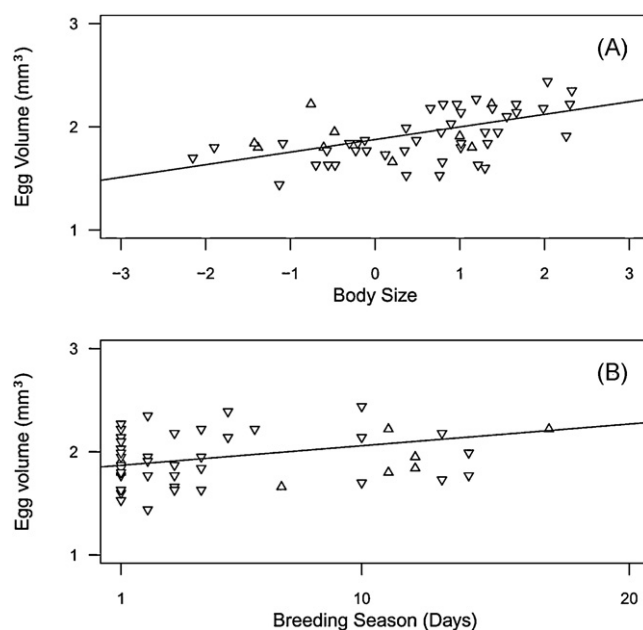 (A)
Egg Volume (mm³)
3
2
1
-3 -2 -1 0 1 2 3
Body Size
(B)
Egg volume (mm³)
3
2
1
1 10 20
Breeding Season (Days)